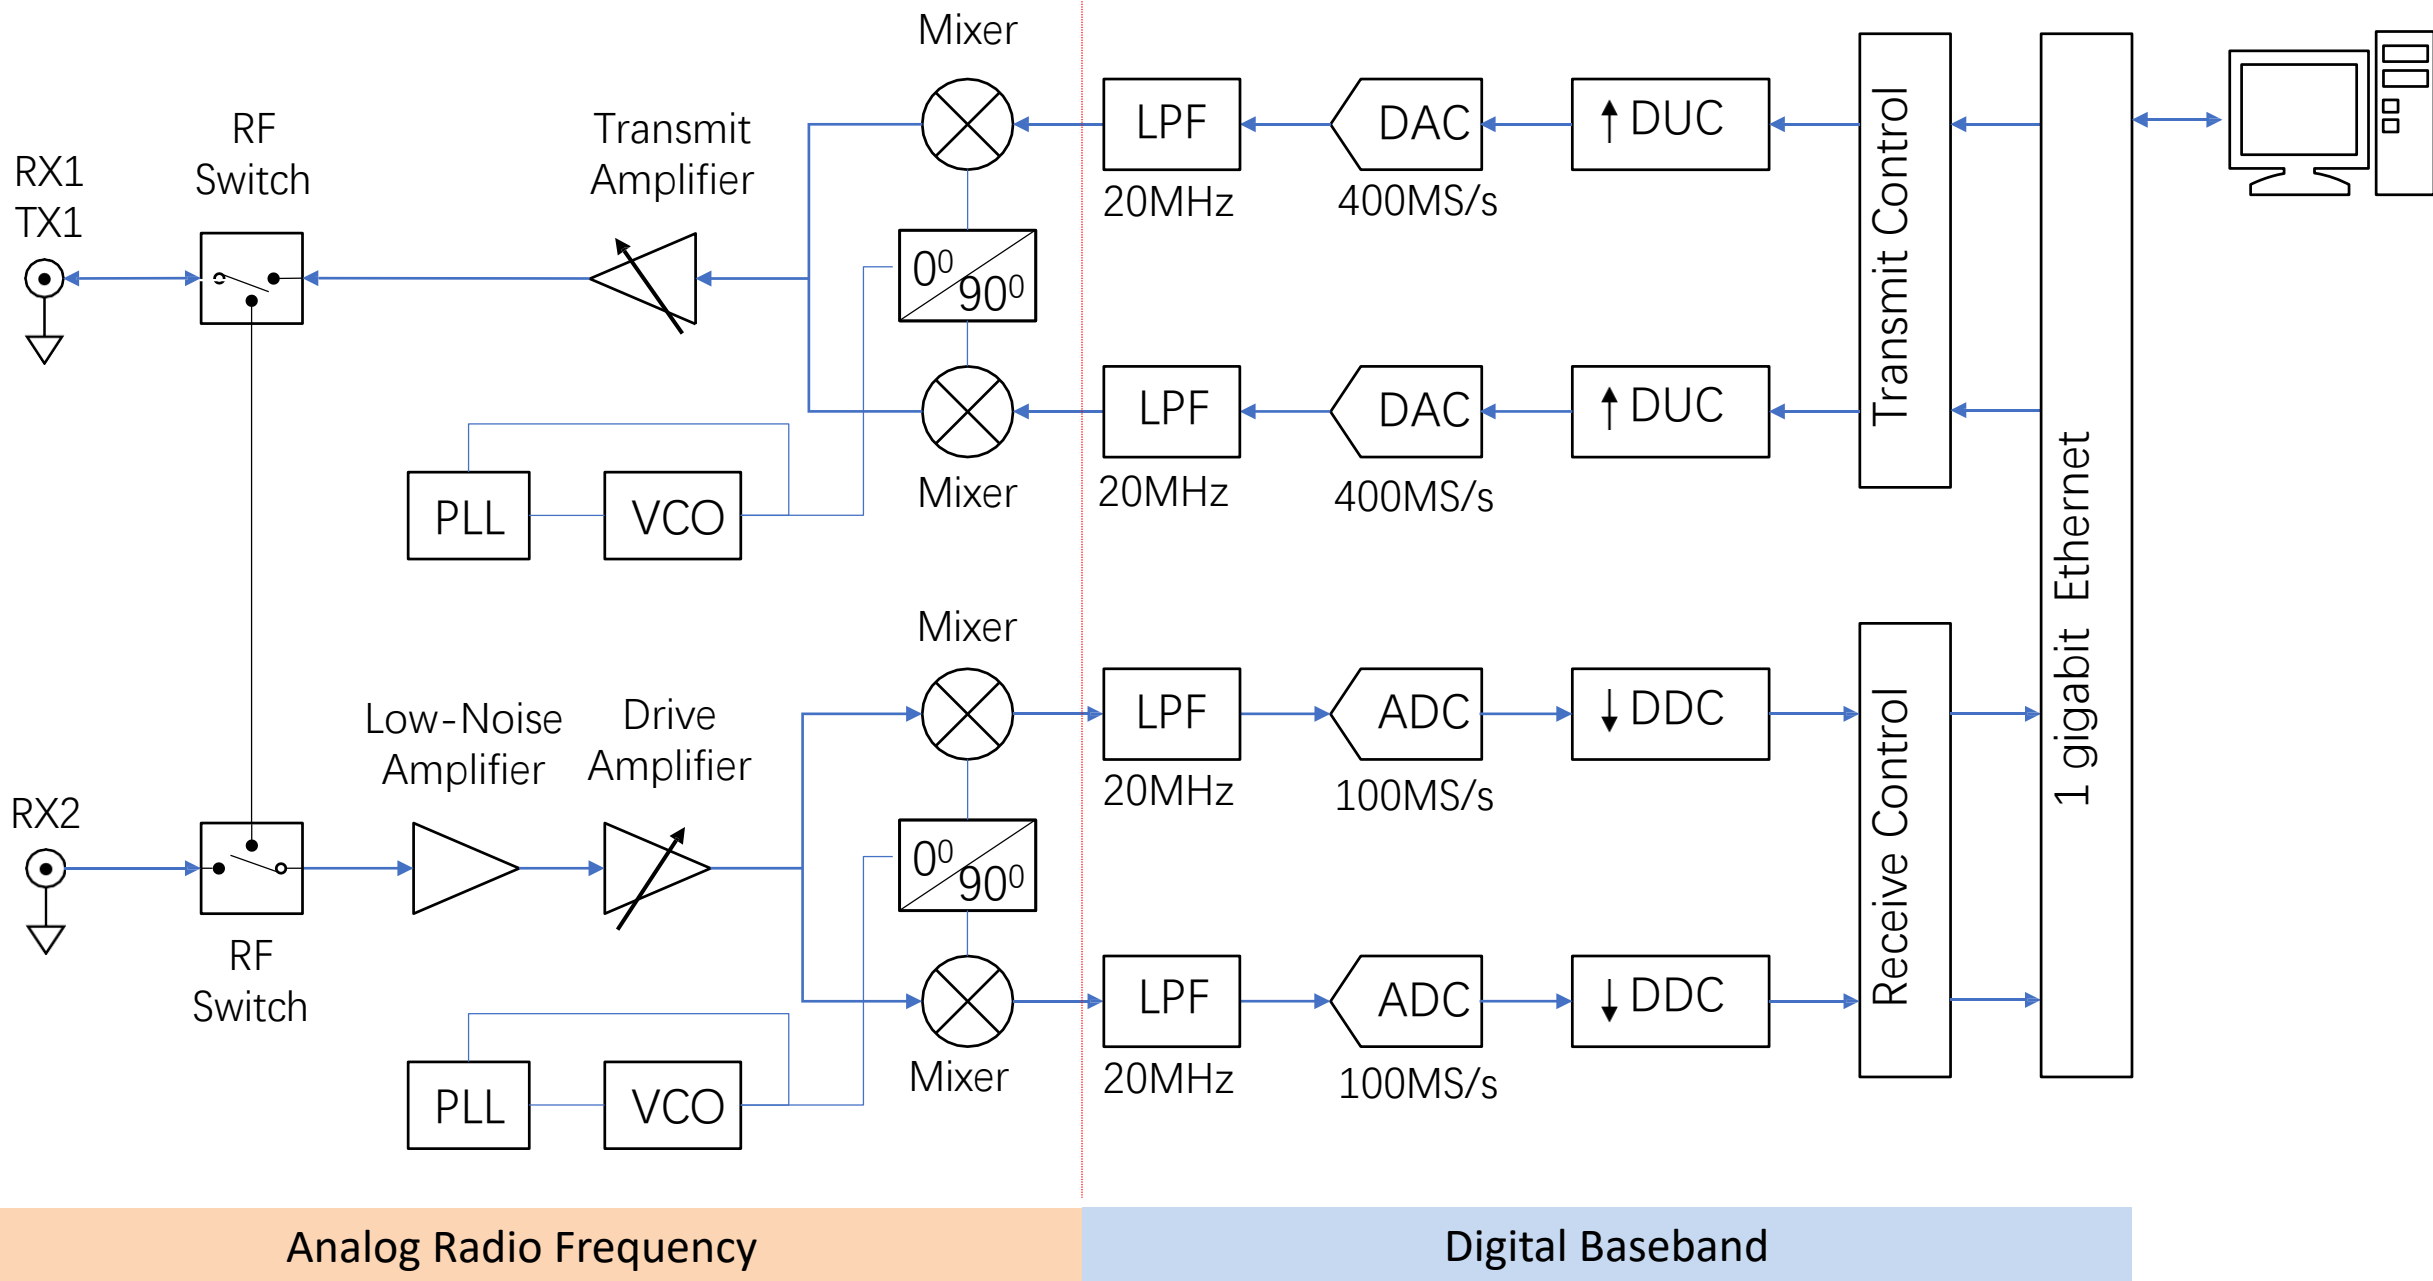 Mixer
RF
Switch
Transmit
Amplifier
RX1
TX1
LPF
DAC
↑ DUC
20MHz
400MS/s
Transmit Control
0⁰
90⁰
LPF
DAC
↑ DUC
20MHz
400MS/s
PLL
VCO
Mixer
1 gigabit Ethernet
Mixer
Low-Noise
Amplifier
Drive
Amplifier
RX2
LPF
ADC
↓ DDC
20MHz
100MS/s
Receive Control
0⁰
90⁰
RF
Switch
LPF
ADC
↓ DDC
20MHz
100MS/s
PLL
VCO
Mixer
Analog Radio Frequency
Digital Baseband